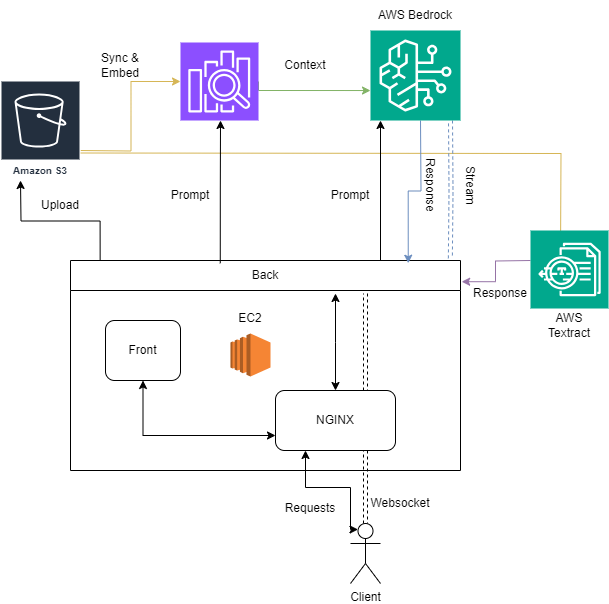 AWS Bedrock
Sync &
Embed
Context
Amazon S3
Upload
Prompt
Prompt
Response
Stream
Back
Response
AWS
Textract
EC2
Front
NGINX
Requests
Websocket
Client